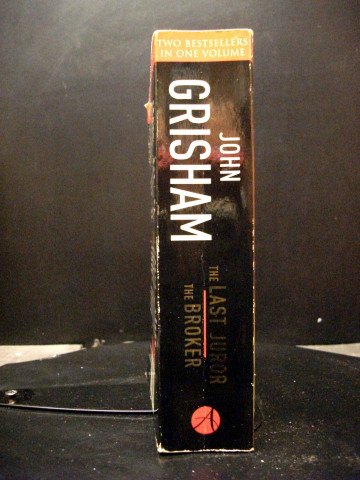 TWO BESTSELLERS
IN ONE VOLUME
JOHN
GRISHAM
THE LAST JUROR
THE BROKER